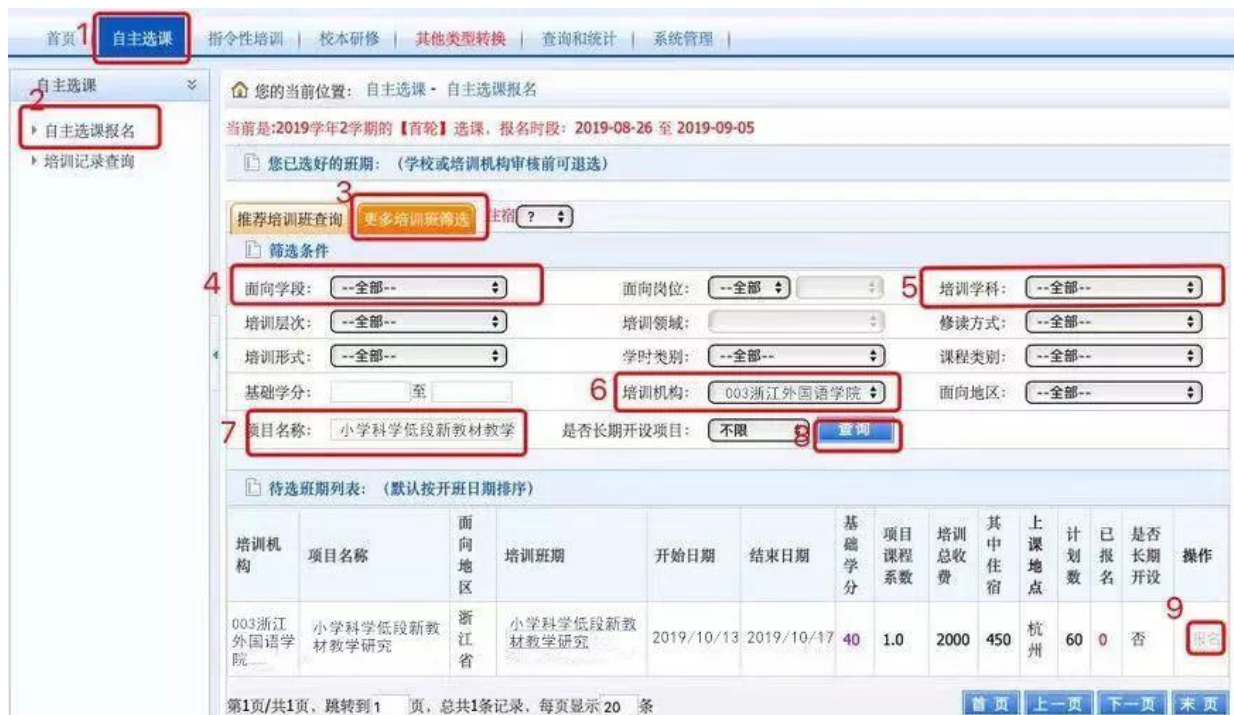 1
首页 自主选课 指令性培训 | 校本研修 | 其他类型转换 | 查询和统计 | 系统管理 |
自主选课
您的当前位置: 自主选课 - 自主选课报名
2
自主选课报名
当前是:2019学年2学期的【首轮】选课，报名时段: 2019-08-26 至 2019-09-05
培训记录查询
您已选好的班期: (学校或培训机构审核前可退选)
3
推荐培训班查询 更多培训班筛选 住宿 ?
筛选条件
4 面向学段: --全部-- 面向岗位: --全部 5 培训学科: --全部--
培训层次: --全部-- 培训领域: 修读方式: --全部--
培训形式: --全部-- 学时类别: --全部-- 课程类别: --全部--
基础学分: 至 6 培训机构: 003浙江外国语学院 面向地区: --全部--
7 项目名称: 小学科学低段新教材教学 是否长期开设项目: 不限 8 查询
待选班期列表: (默认按开班日期排序)
培训机构 项目名称 面向地区 培训班期 开始日期 结束日期 基础学分 项目课程系数 培训总收费 其中住宿 上课地点 计划数 已报名 是否长期开设 操作
9
003浙江外国语学院 小学科学低段新教材教学研究 浙江省 小学科学低段新教材教学研究 2019/10/13 2019/10/17 40 1.0 2000 450 杭州 60 0 否 报名
第1页/共1页，跳转到 1 页，总共1条记录，每页显示 20 条 首页 上一页 下一页 末页